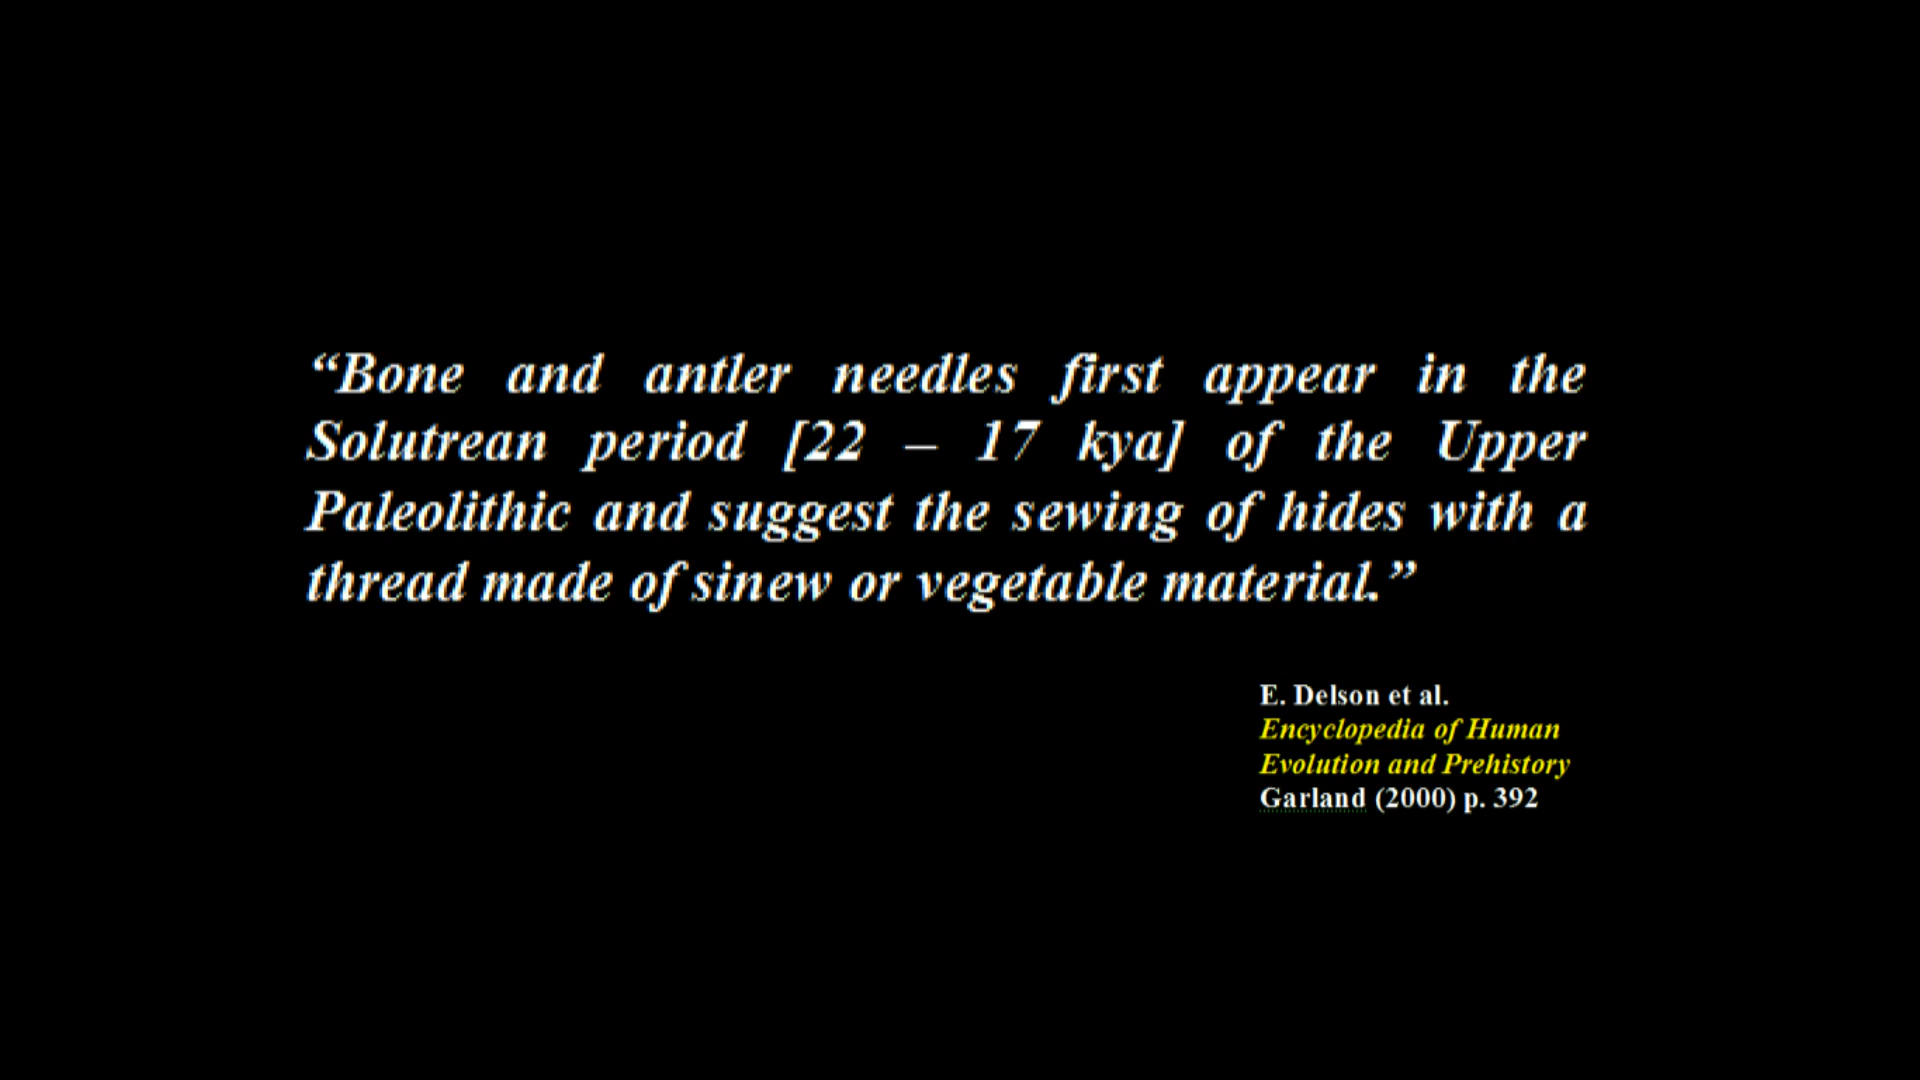 “Bone and antler needles first appear in the
Solutrean period [22 – 17 kya] of the Upper
Paleolithic and suggest the sewing of hides with a
thread made of sinew or vegetable material.”
E. Delson et al.
Encyclopedia of Human
Evolution and Prehistory
Garland (2000) p. 392